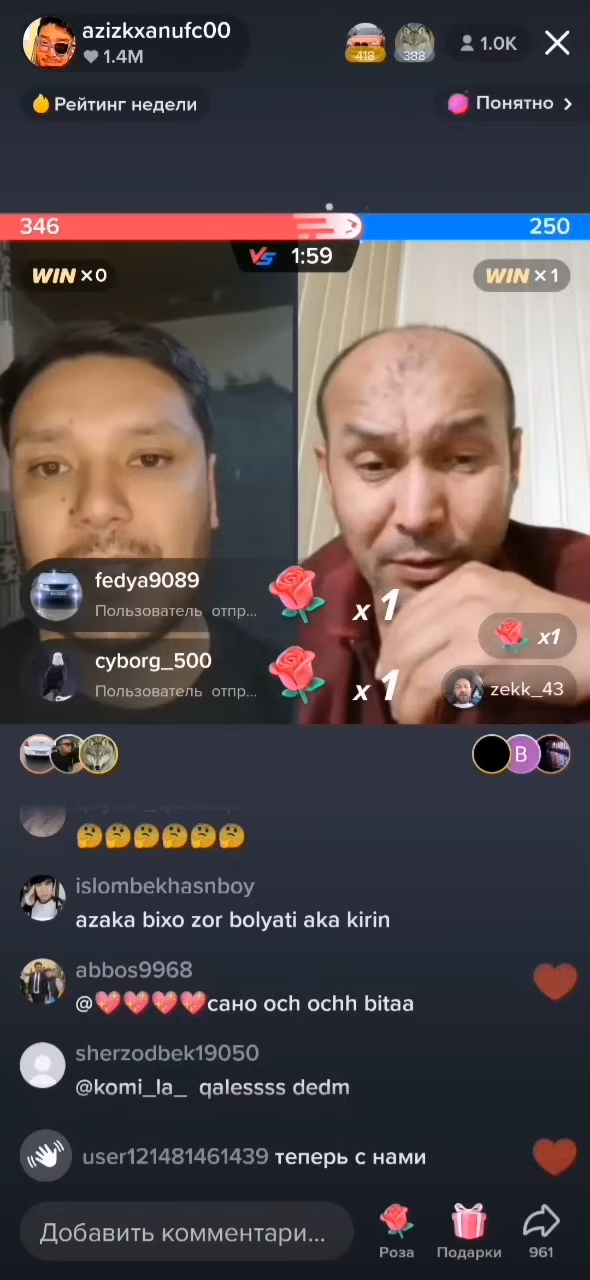 azizkxanufc00
1.4M
418
388
1.0K
Рейтинг недели
Понятно
346
250
VS 1:59
WIN ×0
WIN ×1
fedya9089
Пользователь отпр...
x 1
cyborg_500
Пользователь отпр...
x 1
x1
zekk_43
B
islombekhasnboy
azaka bixo zor bolyati aka kirin
abbos9968
@💖💖💖💖сано och ochh bitaa
sherzodbek19050
@komi_la_ qalessss dedm
user121481461439 теперь с нами
Добавить комментари...
Роза
Подарки
961